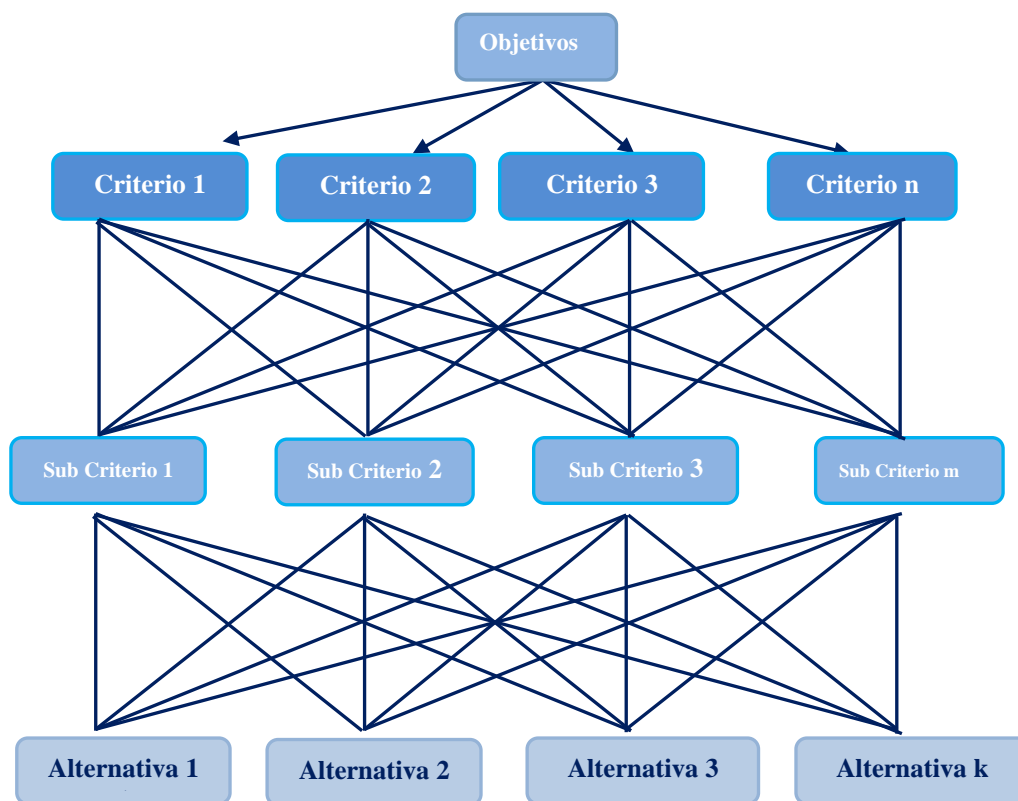 Objetivos
Criterio 1
Criterio 2
Criterio 3
Criterio n
Sub Criterio 1
Sub Criterio 2
Sub Criterio 3
Sub Criterio m
Alternativa 1
Alternativa 2
Alternativa 3
Alternativa k